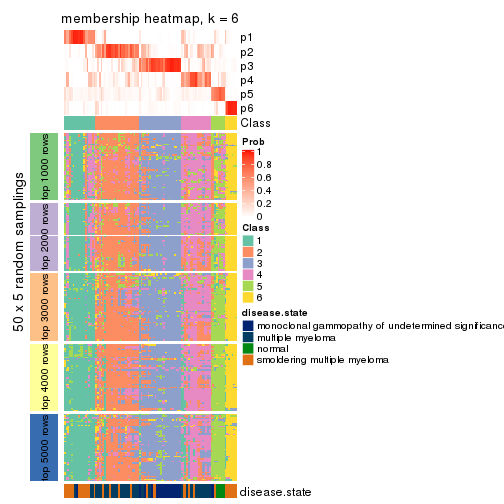 membership heatmap, k = 6
p1
p2
p3
p4
p5
p6
Class
50 x 5 random samplings
top 1000 rows
top 2000 rows
top 3000 rows
top 4000 rows
top 5000 rows
Prob
1
0.8
0.6
0.4
0.2
0
Class
1
2
3
4
5
6
disease.state
monoclonal gammopathy of undetermined significance
multiple myeloma
normal
smoldering multiple myeloma
disease.state